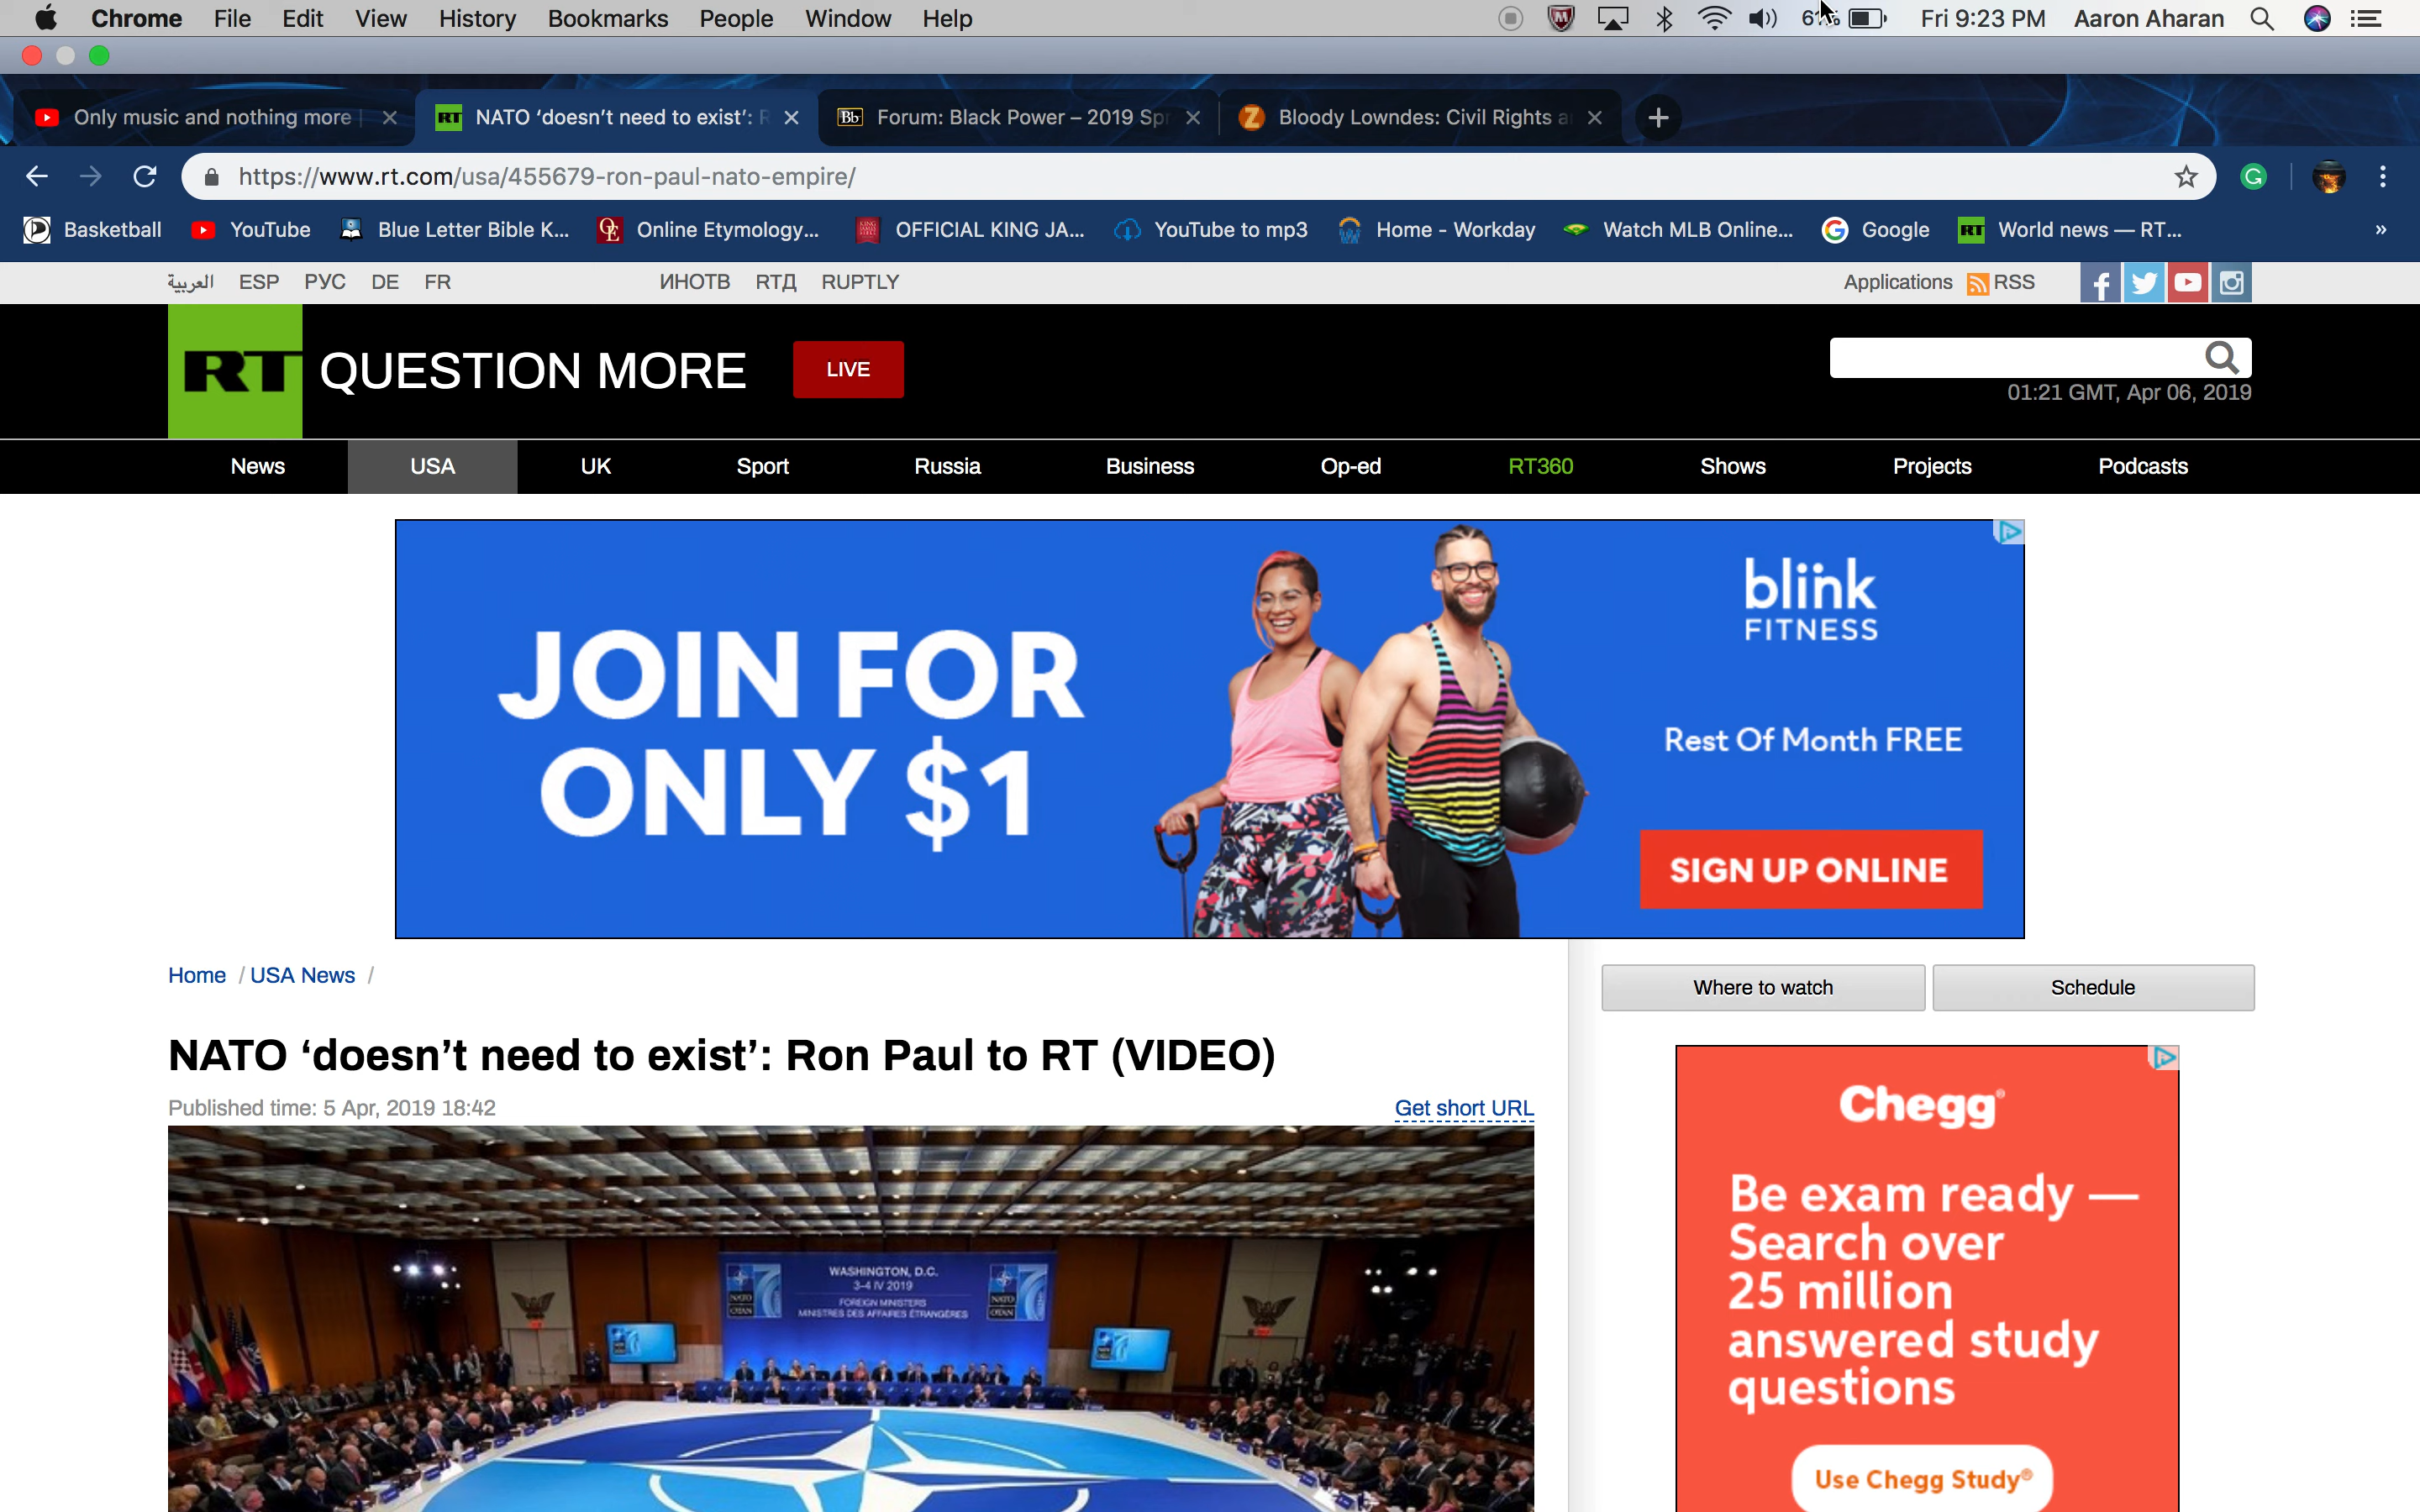 Chrome File Edit View History Bookmarks People Window Help Fri 9:23 PM Aaron Aharan
Only music and nothing more
NATO ‘doesn’t need to exist’: R
Forum: Black Power – 2019 Spr
Bloody Lowndes: Civil Rights a
https://www.rt.com/usa/455679-ron-paul-nato-empire/
Basketball YouTube Blue Letter Bible K... Online Etymology... OFFICIAL KING JA... YouTube to mp3 Home - Workday Watch MLB Online... Google World news — RT... »
العربية ESP РУС DE FR ИНОТВ RTД RUPTLY Applications RSS
RT QUESTION MORE LIVE
01:21 GMT, Apr 06, 2019
News USA UK Sport Russia Business Op-ed RT360 Shows Projects Podcasts
JOIN FOR
ONLY $1
blink
FITNESS
Rest Of Month FREE
SIGN UP ONLINE
Home / USA News /
Where to watch Schedule
NATO ‘doesn’t need to exist’: Ron Paul to RT (VIDEO)
Published time: 5 Apr, 2019 18:42
Get short URL
WASHINGTON, D.C.
3-4 IV 2019
FOREIGN MINISTERS
MINISTRES DES AFFAIRES ÉTRANGÈRES
NATO
OTAN
NATO
OTAN
Chegg®
Be exam ready —
Search over
25 million
answered study
questions
Use Chegg Study®